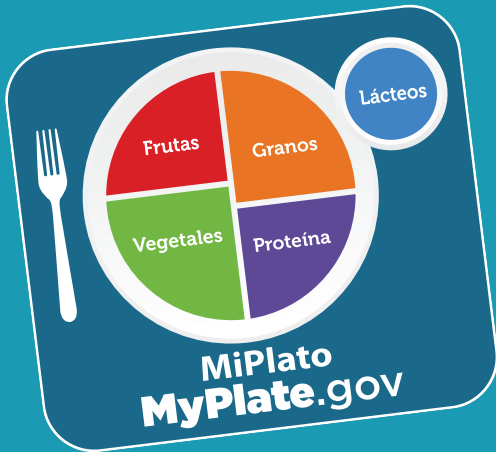 Lácteos
Frutas
Granos
Vegetales
Proteína
MiPlato
MyPlate.gov